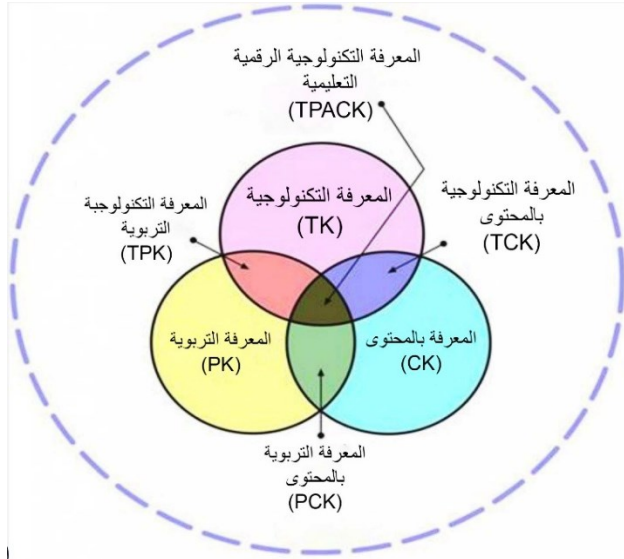 المعرفة التكنولوجية الرقمية
التعليمية
(TPACK)
المعرفة التكنولوجية
(TK)
المعرفة التكنولوجية
بالمحتوى
(TCK)
المعرفة التكنولوجية
التربوية
(TPK)
المعرفة بالمحتوى
(CK)
المعرفة التربوية
(PK)
المعرفة التربوية
بالمحتوى
(PCK)